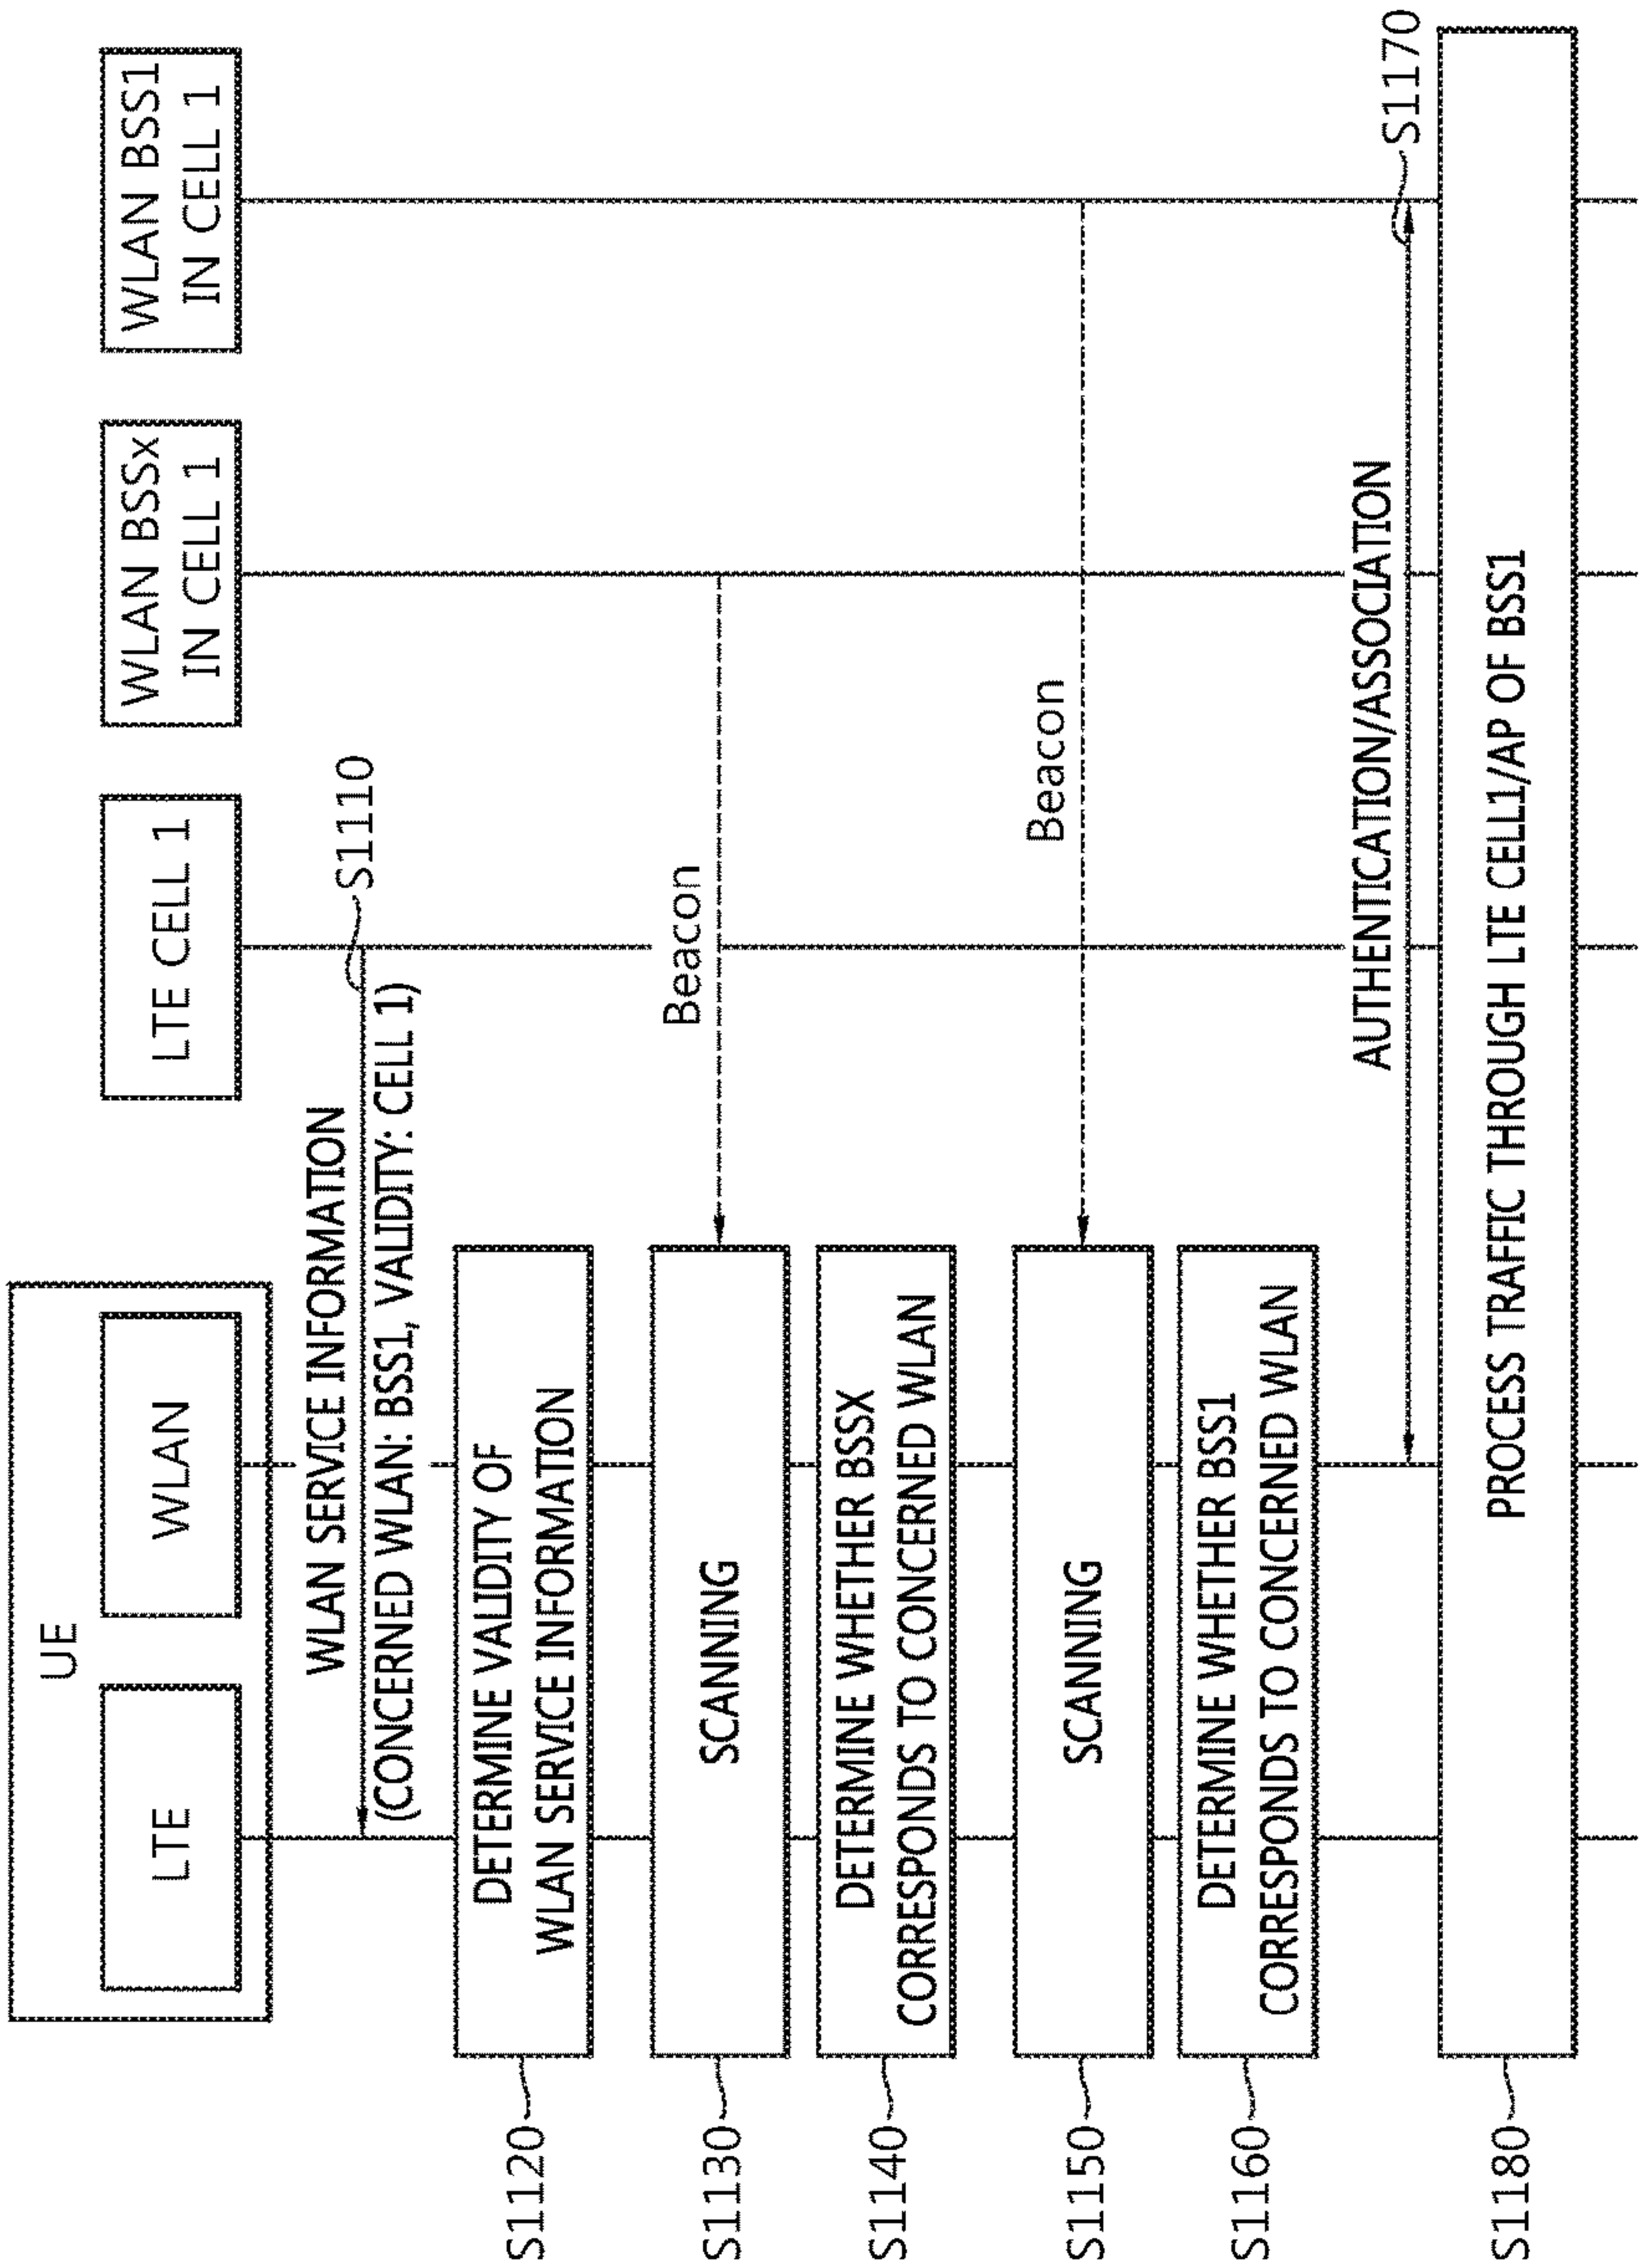 UE
LTE
WLAN
LTE CELL 1
WLAN BSSx
IN CELL 1
WLAN BSS1
IN CELL 1
WLAN SERVICE INFORMATION
S1110
(CONCERNED WLAN: BSS1, VALIDITY: CELL 1)
S1120
DETERMINE VALIDITY OF
WLAN SERVICE INFORMATION
S1130
SCANNING
Beacon
S1140
DETERMINE WHETHER BSSX
CORRESPONDS TO CONCERNED WLAN
S1150
SCANNING
Beacon
S1160
DETERMINE WHETHER BSS1
CORRESPONDS TO CONCERNED WLAN
AUTHENTICATION/ASSOCIATION
S1170
S1180
PROCESS TRAFFIC THROUGH LTE CELL1/AP OF BSS1